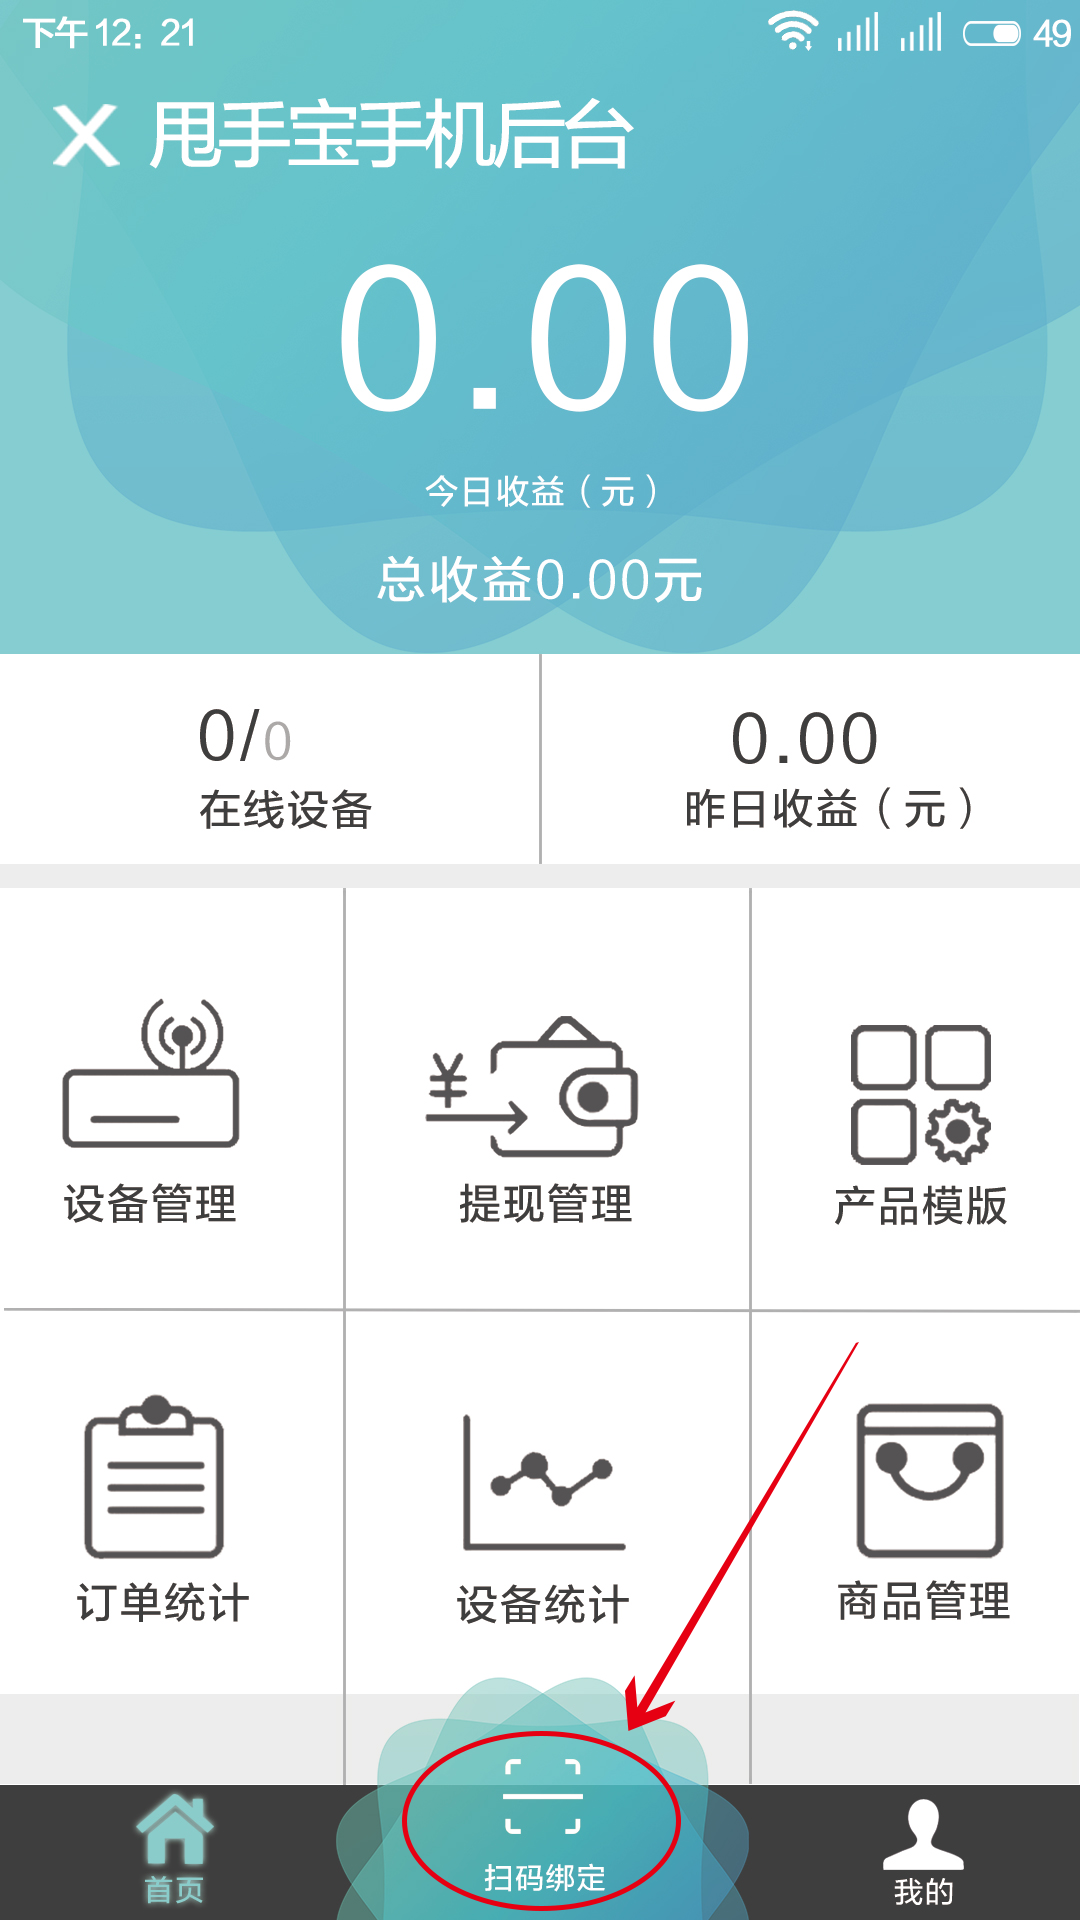 下午12：21 49
X 甩手宝手机后台
0.00
今日收益（元）
总收益0.00元
0/0
在线设备
0.00
昨日收益（元）
¥
设备管理
提现管理
产品模版
订单统计
设备统计
商品管理
首页
扫码绑定
我的